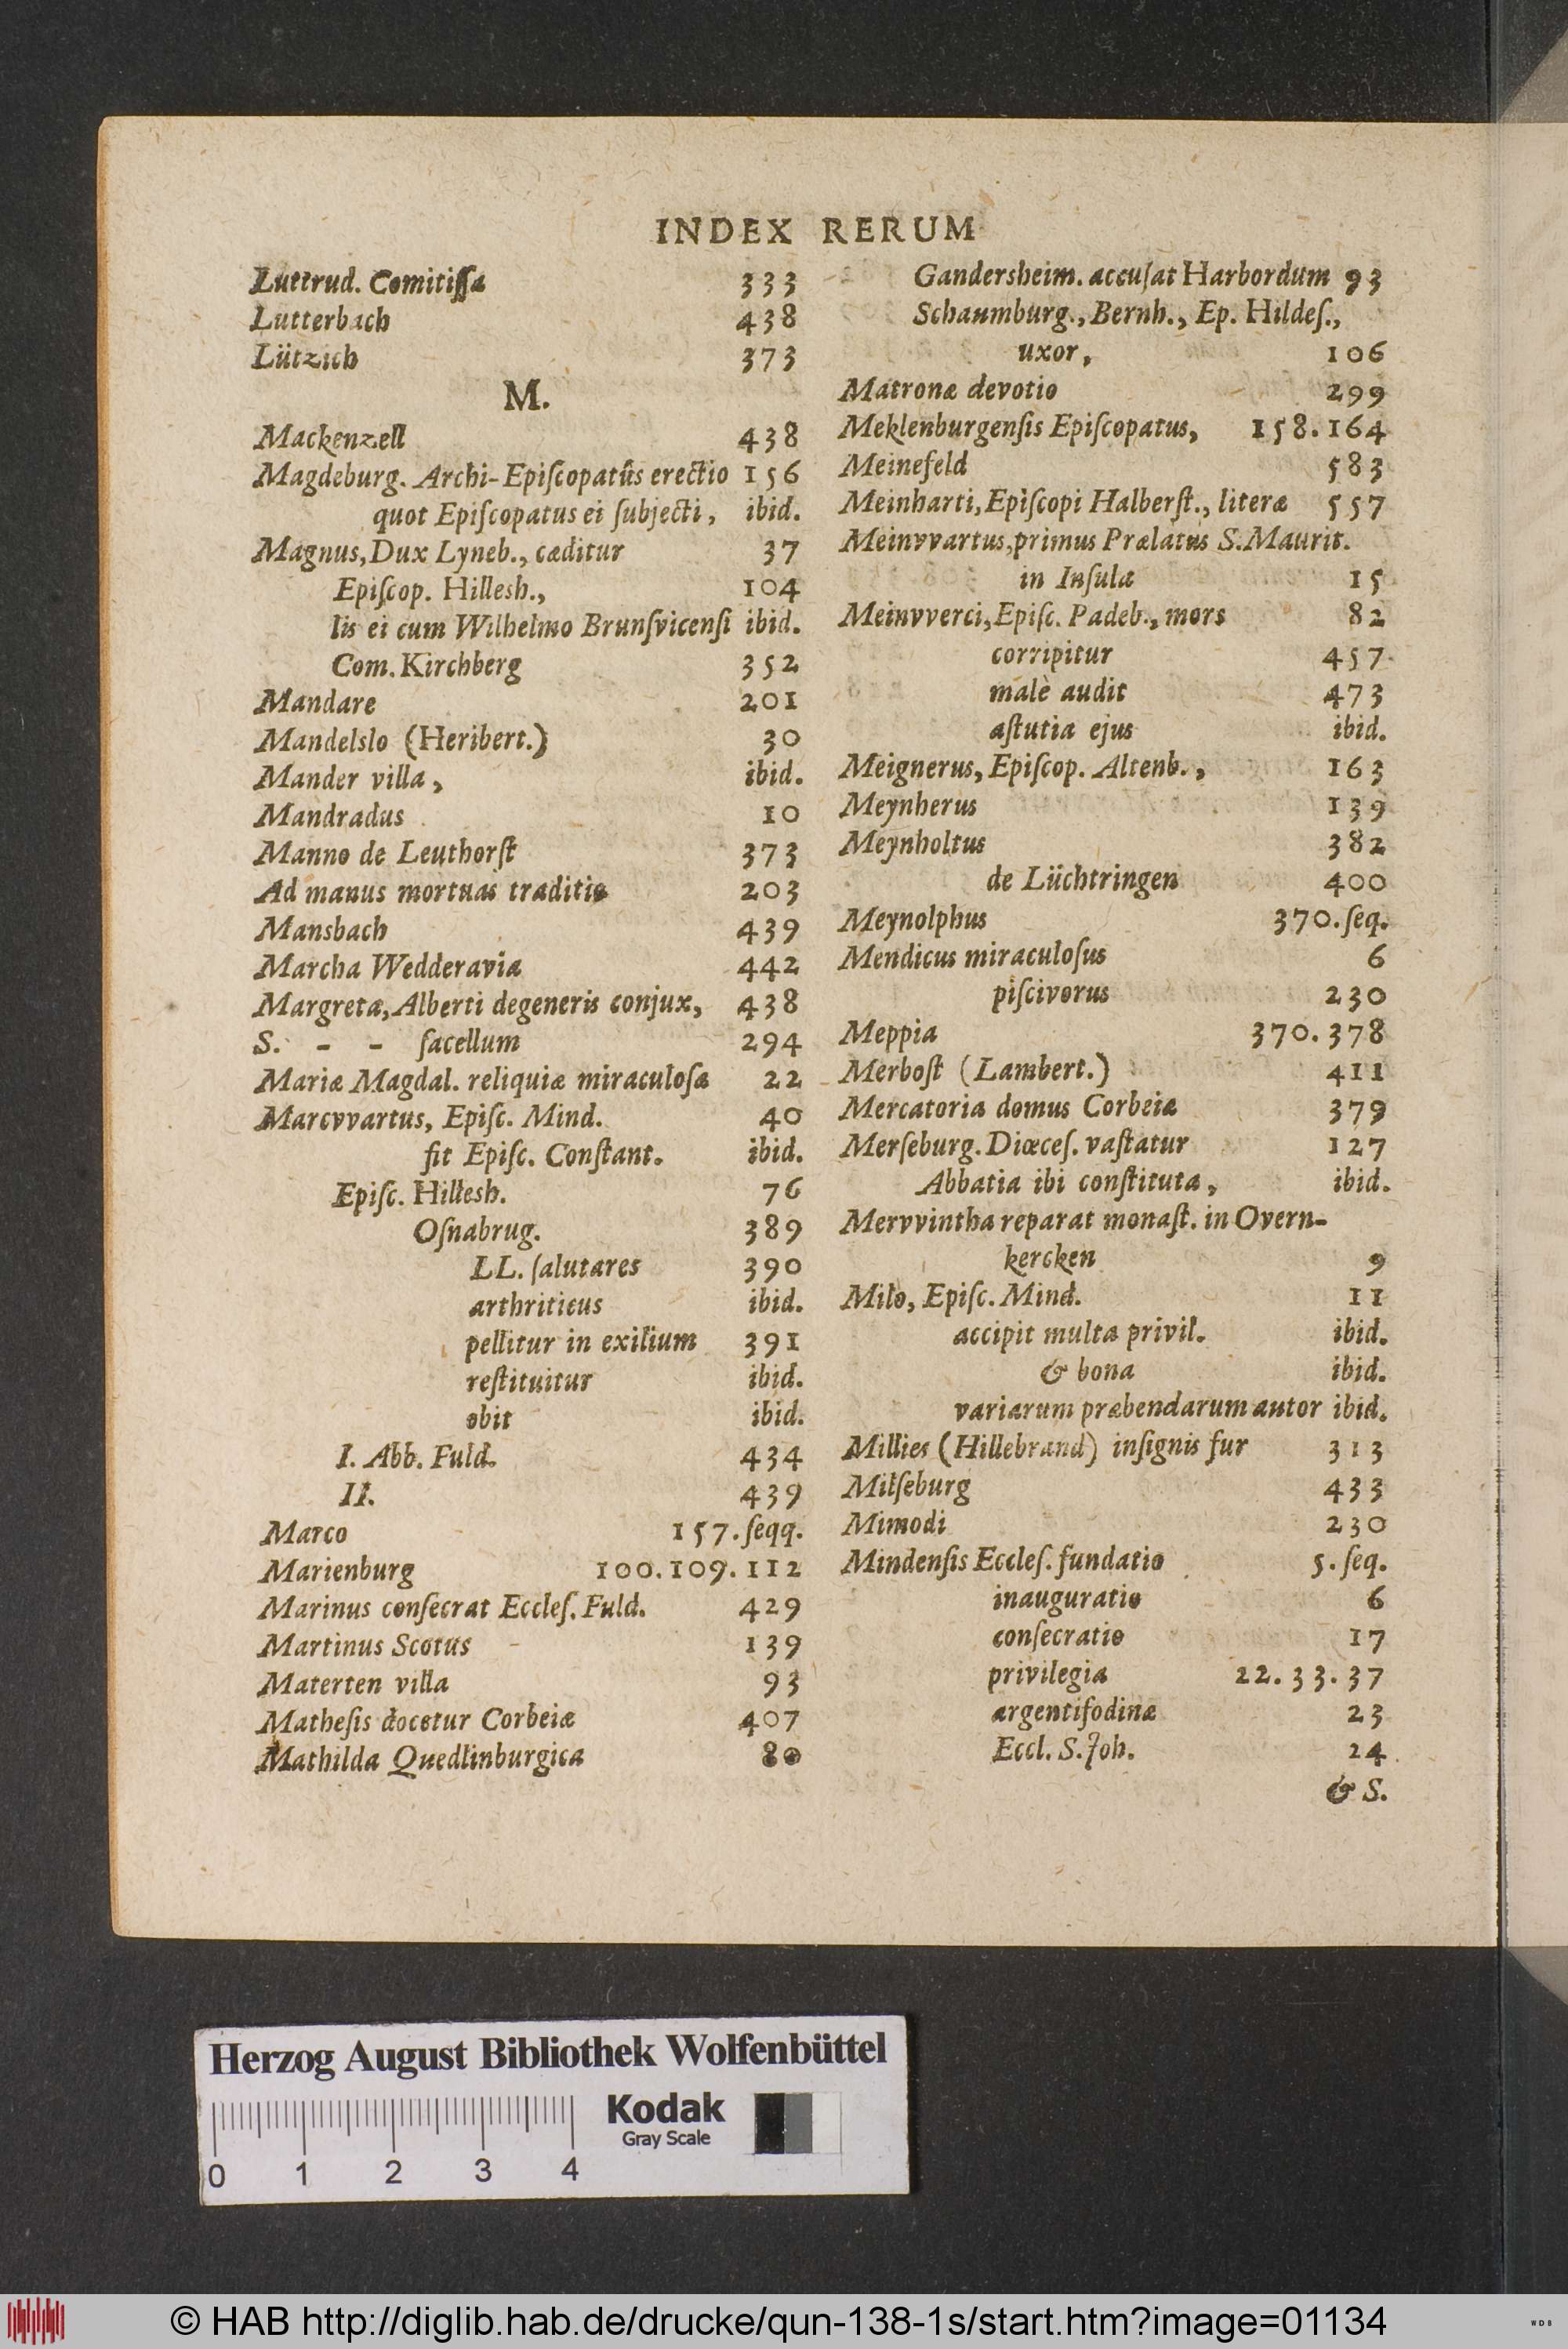 INDEX RERUM
Luttrud. Comitiſſa 333
Lutterbach 438
Lützich 373
M.
Mackenzell 438
Magdeburg. Archi-Epiſcopatûs erectio 156
quot Epiſcopatus ei ſubjecti, ibid.
Magnus, Dux Lyneb., cæditur 37
Epiſcop. Hillesh., 104
lis ei cum Wilhelmo Brunſvicenſi ibid.
Com. Kirchberg 352
Mandare 201
Mandelslo (Heribert.) 30
Mander villa, ibid.
Mandradus 10
Manno de Leuthorſt 373
Ad manus mortuas traditio 203
Mansbach 439
Marcha Wedderavia 442
Margreta, Alberti degeneris conjux, 438
S. - - ſacellum 294
Mariæ Magdal. reliquiæ miraculoſa 22
Marcvvartus, Epiſc. Mind. 40
fit Epiſc. Conſtant. ibid.
Epiſc. Hillesh. 76
Oſnabrug. 389
LL. ſalutares 390
arthriticus ibid.
pellitur in exilium 391
reſtituitur ibid.
obit ibid.
I. Abb. Fuld. 434
II. 439
Marco 157. ſeqq.
Marienburg 100. 109. 112
Marinus conſecrat Eccleſ. Fuld. 429
Martinus Scotus 139
Materten villa 93
Matheſis docetur Corbeiæ 407
Mathilda Quedlinburgica 80
Gandersheim. accuſat Harbordum 93
Schaumburg., Bernh., Ep. Hildeſ.,
uxor, 106
Matronæ devotio 299
Meklenburgenſis Epiſcopatus, 158. 164
Meinefeld 583
Meinharti, Epiſcopi Halberſt., literæ 557
Meinvvartus, primus Prælatus S. Maurit.
in Inſula 15
Meinvverci, Epiſc. Padeb., mors 82
corripitur 457
malè audit 473
aſtutia ejus ibid.
Meignerus, Epiſcop. Altenb., 163
Meynherus 139
Meynholtus 382
de Lüchtringen 400
Meynolphus 370. ſeq.
Mendicus miraculoſus 6
piſcivorus 230
Meppia 370. 378
Merboſt (Lambert.) 411
Mercatoria domus Corbeiæ 379
Merſeburg. Diœceſ. vaſtatur 127
Abbatia ibi conſtituta, ibid.
Mervvintha reparat monaſt. in Overn-
kercken 9
Milo, Epiſc. Mind. 11
accipit multa privil. ibid.
& bona ibid.
variarum præbendarum autor ibid.
Millies (Hillebrand) inſignis fur 313
Milſeburg 433
Mimodi 230
Mindenſis Eccleſ. fundatio 5. ſeq.
inauguratio 6
conſecratio 17
privilegia 22. 33. 37
argentifodinæ 23
Eccl. S. Joh. 24
& S.
Herzog August Bibliothek Wolfenbüttel
Kodak
Gray Scale
0 1 2 3 4
© HAB http://diglib.hab.de/drucke/qun-138-1s/start.htm?image=01134
WDB